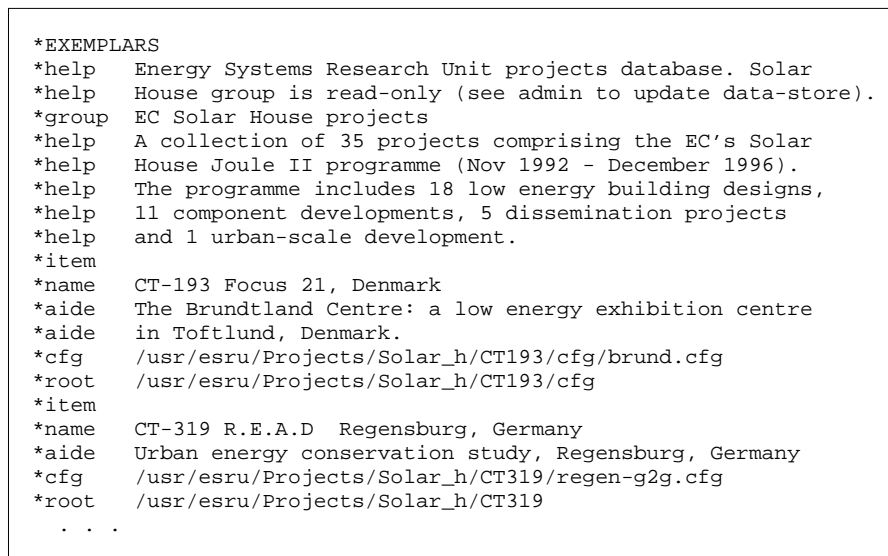 *EXEMPLARS
*help Energy Systems Research Unit projects database. Solar
*help House group is read-only (see admin to update data-store).
*group EC Solar House projects
*help A collection of 35 projects comprising the EC's Solar
*help House Joule II programme (Nov 1992 - December 1996).
*help The programme includes 18 low energy building designs,
*help 11 component developments, 5 dissemination projects
*help and 1 urban-scale development.
*item
*name CT-193 Focus 21, Denmark
*aide The Brundtland Centre: a low energy exhibition centre
*aide in Toftlund, Denmark.
*cfg /usr/esru/Projects/Solar_h/CT193/cfg/brund.cfg
*root /usr/esru/Projects/Solar_h/CT193/cfg
*item
*name CT-319 R.E.A.D Regensburg, Germany
*aide Urban energy conservation study, Regensburg, Germany
*cfg /usr/esru/Projects/Solar_h/CT319/regen-g2g.cfg
*root /usr/esru/Projects/Solar_h/CT319
. . .